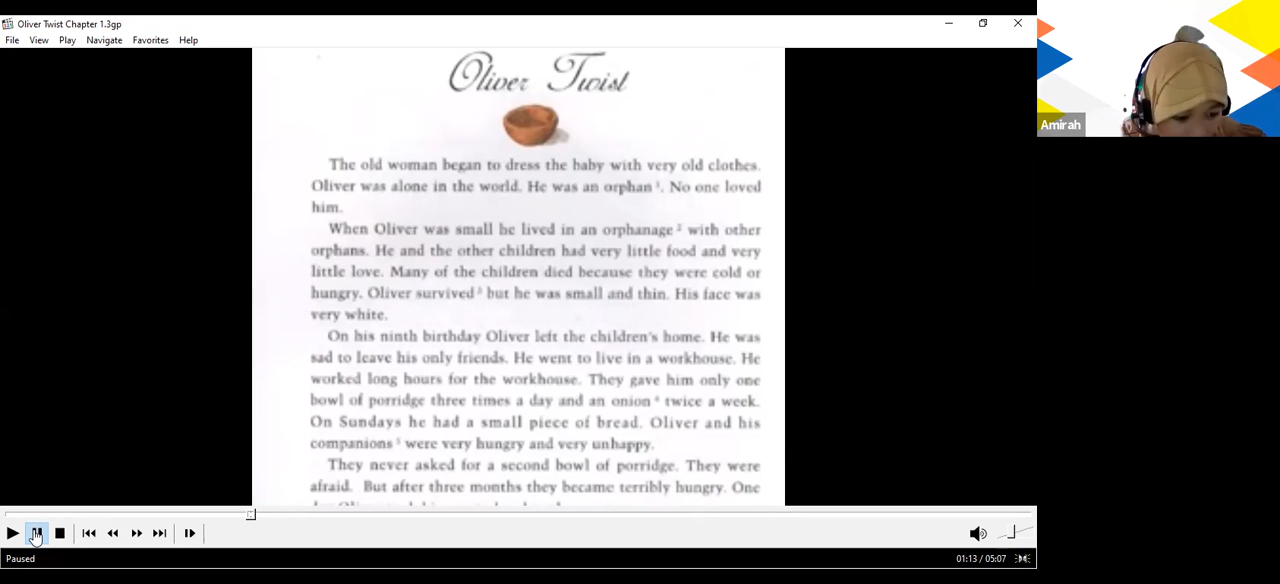 Oliver Twist Chapter 1.3gp
File View Play Navigate Favorites Help
Oliver Twist
The old woman began to dress the baby with very old clothes.
Oliver was alone in the world. He was an orphan ¹. No one loved
him.
When Oliver was small he lived in an orphanage ² with other
orphans. He and the other children had very little food and very
little love. Many of the children died because they were cold or
hungry. Oliver survived ³ but he was small and thin. His face was
very white.
On his ninth birthday Oliver left the children's home. He was
sad to leave his only friends. He went to live in a workhouse. He
worked long hours for the workhouse. They gave him only one
bowl of porridge three times a day and an onion ⁴ twice a week.
On Sundays he had a small piece of bread. Oliver and his
companions ⁵ were very hungry and very unhappy.
They never asked for a second bowl of porridge. They were
afraid. But after three months they became terribly hungry. One
Amirah
Paused
01:13 / 05:07